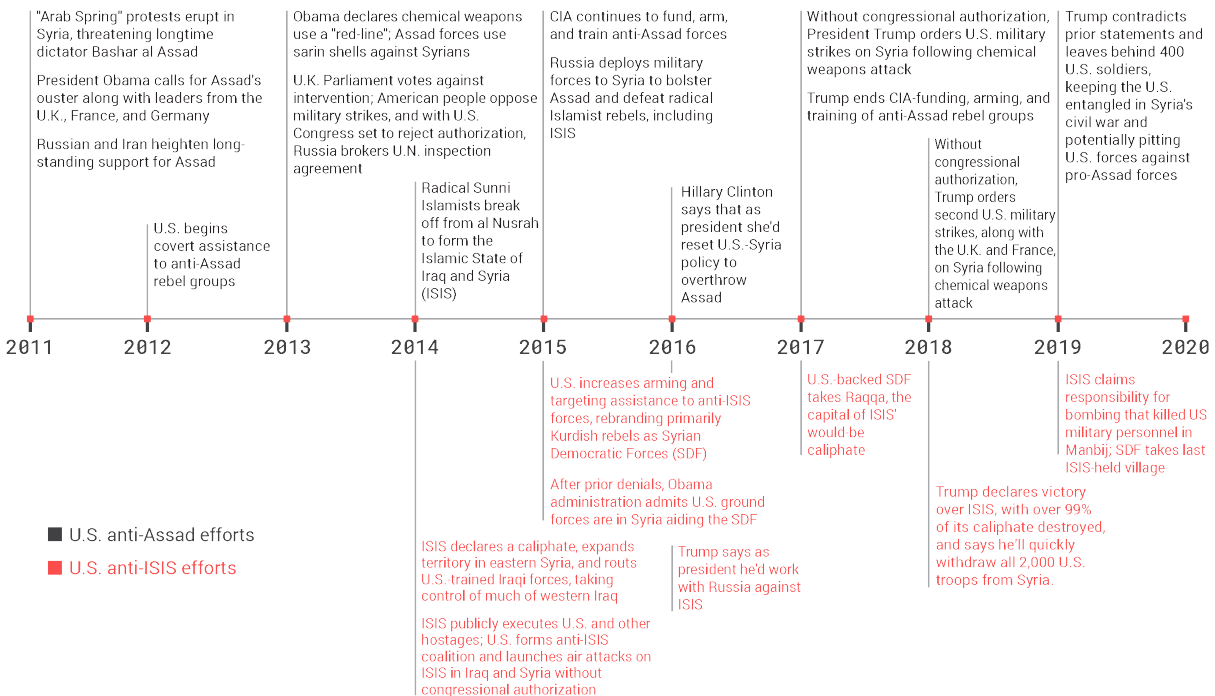 "Arab Spring" protests erupt in
Syria, threatening longtime
dictator Bashar al Assad
President Obama calls for Assad's
ouster along with leaders from the
U.K., France, and Germany
Russian and Iran heighten long-
standing support for Assad
U.S. begins
covert assistance
to anti-Assad
rebel groups
Obama declares chemical weapons
use a "red-line"; Assad forces use
sarin shells against Syrians
U.K. Parliament votes against
intervention; American people oppose
military strikes, and with U.S.
Congress set to reject authorization,
Russia brokers U.N. inspection
agreement
Radical Sunni
Islamists break
off from al Nusrah
to form the
Islamic State of
Iraq and Syria
(ISIS)
CIA continues to fund, arm,
and train anti-Assad forces
Russia deploys military
forces to Syria to bolster
Assad and defeat radical
Islamist rebels, including
ISIS
Hillary Clinton
says that as
president she'd
reset U.S.-Syria
policy to
overthrow
Assad
Without congressional authorization,
President Trump orders U.S. military
strikes on Syria following chemical
weapons attack
Trump ends CIA-funding, arming, and
training of anti-Assad rebel groups
Without
congressional
authorization,
Trump orders
second U.S. military
strikes, along with
the U.K. and France,
on Syria following
chemical weapons
attack
Trump contradicts
prior statements and
leaves behind 400
U.S. soldiers,
keeping the U.S.
entangled in Syria's
civil war and
potentially pitting
U.S. forces against
pro-Assad forces
2011 2012 2013 2014 2015 2016 2017 2018 2019 2020
ISIS declares a caliphate, expands
territory in eastern Syria, and routs
U.S.-trained Iraqi forces, taking
control of much of western Iraq
ISIS publicly executes U.S. and other
hostages; U.S. forms anti-ISIS
coalition and launches air attacks on
ISIS in Iraq and Syria without
congressional authorization
U.S. increases arming and
targeting assistance to anti-ISIS
forces, rebranding primarily
Kurdish rebels as Syrian
Democratic Forces (SDF)
After prior denials, Obama
administration admits U.S. ground
forces are in Syria aiding the SDF
Trump says as
president he'd work
with Russia against
ISIS
U.S.-backed SDF
takes Raqqa, the
capital of ISIS'
would-be
caliphate
Trump declares victory
over ISIS, with over 99%
of its caliphate destroyed,
and says he'll quickly
withdraw all 2,000 U.S.
troops from Syria.
ISIS claims
responsibility for
bombing that killed US
military personnel in
Manbij; SDF takes last
ISIS-held village
U.S. anti-Assad efforts
U.S. anti-ISIS efforts